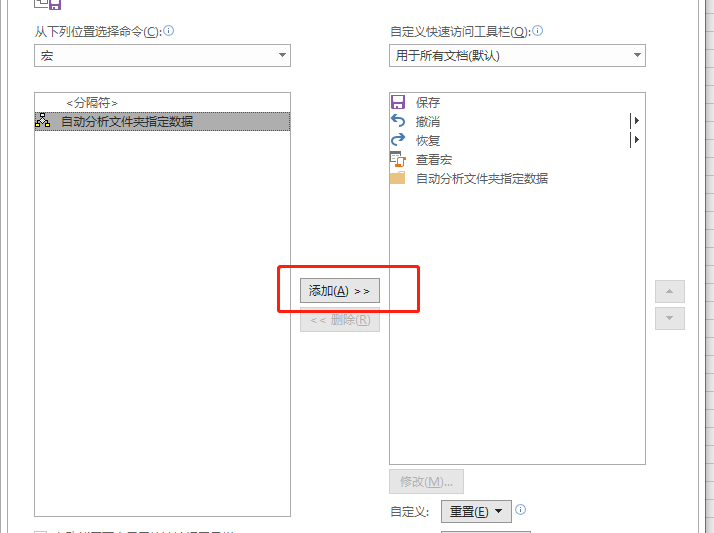 从下列位置选择命令(C):
宏
<分隔符>
自动分析文件夹指定数据
添加(A) >>
<< 删除(R)
自定义快速访问工具栏(Q):
用于所有文档(默认)
保存
撤消
恢复
查看宏
自动分析文件夹指定数据
修改(M)...
自定义:
重置(E)